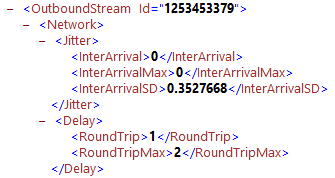 − <OutboundStream Id="1253453379">
− <Network>
− <Jitter>
<InterArrival>0</InterArrival>
<InterArrivalMax>0</InterArrivalMax>
<InterArrivalSD>0.3527668</InterArrivalSD>
</Jitter>
− <Delay>
<RoundTrip>1</RoundTrip>
<RoundTripMax>2</RoundTripMax>
</Delay>